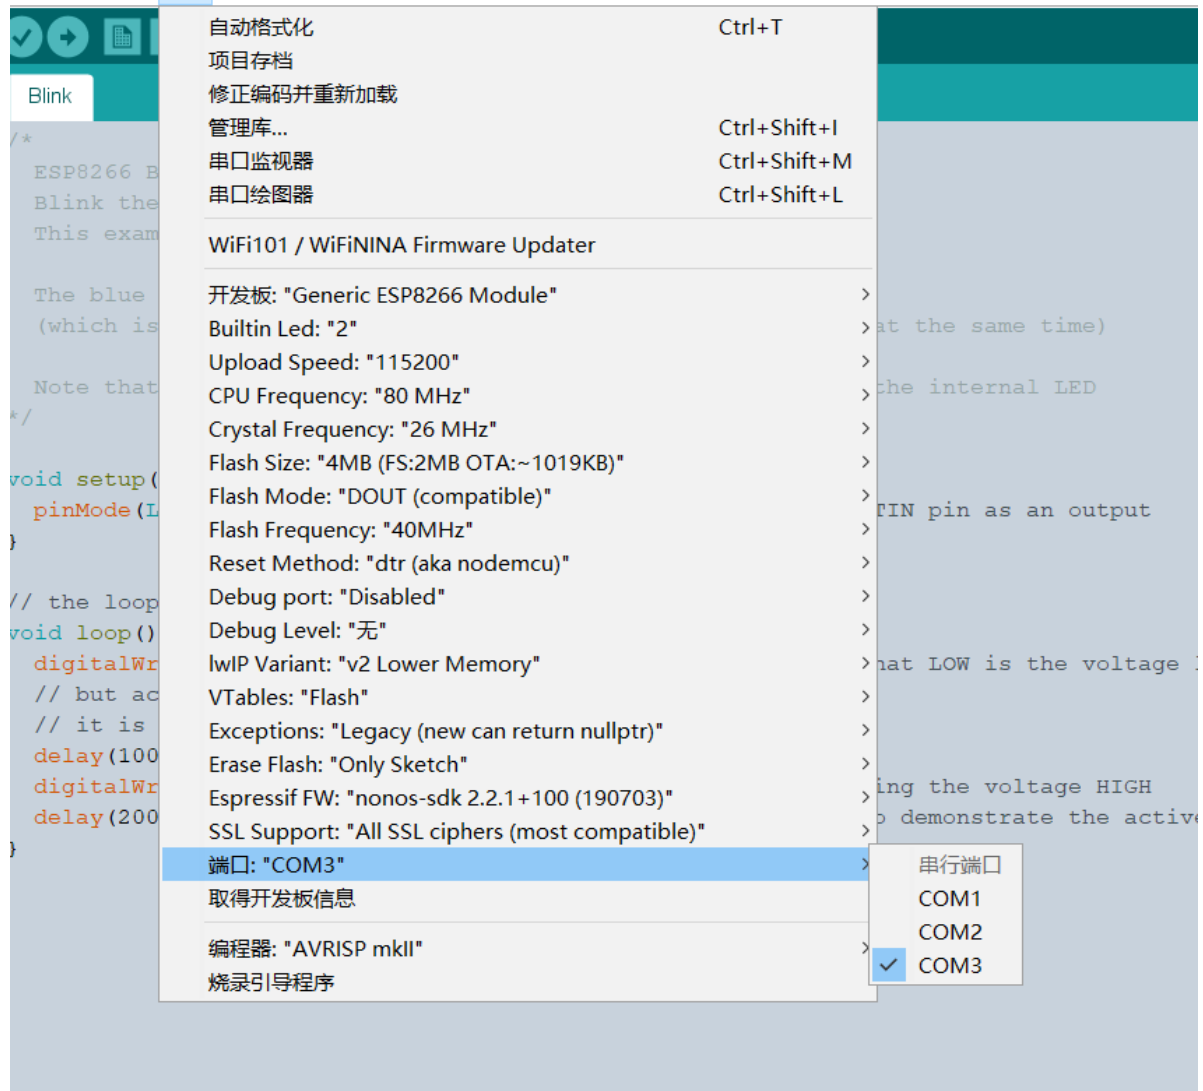 自动格式化 Ctrl+T
项目存档
修正编码并重新加载
管理库... Ctrl+Shift+I
串口监视器 Ctrl+Shift+M
串口绘图器 Ctrl+Shift+L
WiFi101 / WiFiNINA Firmware Updater
开发板: "Generic ESP8266 Module"
Builtin Led: "2"
Upload Speed: "115200"
CPU Frequency: "80 MHz"
Crystal Frequency: "26 MHz"
Flash Size: "4MB (FS:2MB OTA:~1019KB)"
Flash Mode: "DOUT (compatible)"
Flash Frequency: "40MHz"
Reset Method: "dtr (aka nodemcu)"
Debug port: "Disabled"
Debug Level: "无"
lwIP Variant: "v2 Lower Memory"
VTables: "Flash"
Exceptions: "Legacy (new can return nullptr)"
Erase Flash: "Only Sketch"
Espressif FW: "nonos-sdk 2.2.1+100 (190703)"
SSL Support: "All SSL ciphers (most compatible)"
端口: "COM3"
取得开发板信息
编程器: "AVRISP mkII"
烧录引导程序
串行端口
COM1
COM2
COM3
Blink
/*
ESP8266 B
Blink the
This exam
The blue
(which is at the same time)
Note that the internal LED
*/
void setup(
pinMode(L TIN pin as an output
}
// the loop
void loop()
digitalWr hat LOW is the voltage
// but ac
// it is
delay(100
digitalWr ing the voltage HIGH
delay(200 o demonstrate the active
}